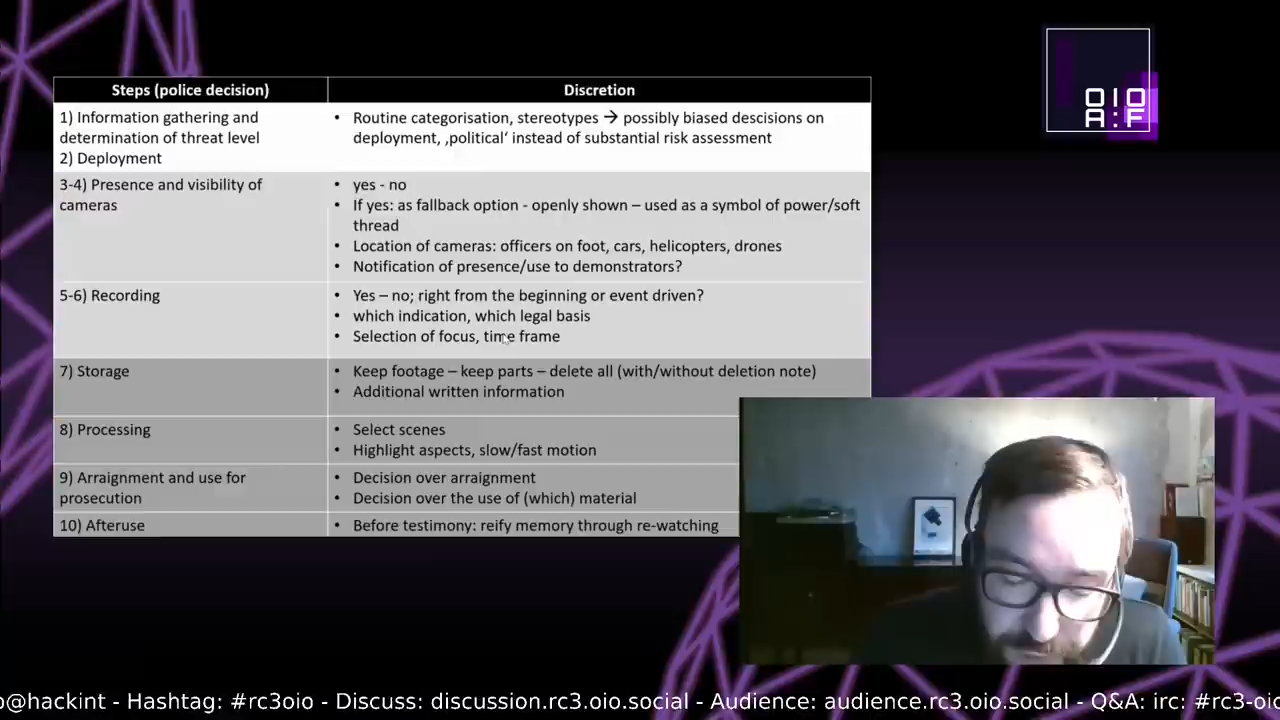 Steps (police decision)
Discretion
1) Information gathering and
determination of threat level
2) Deployment
• Routine categorisation, stereotypes → possibly biased descisions on
deployment, ‚political‘ instead of substantial risk assessment
3-4) Presence and visibility of
cameras
• yes - no
• If yes: as fallback option - openly shown – used as a symbol of power/soft
thread
• Location of cameras: officers on foot, cars, helicopters, drones
• Notification of presence/use to demonstrators?
5-6) Recording
• Yes – no; right from the beginning or event driven?
• which indication, which legal basis
• Selection of focus, time frame
7) Storage
• Keep footage – keep parts – delete all (with/without deletion note)
• Additional written information
8) Processing
• Select scenes
• Highlight aspects, slow/fast motion
9) Arraignment and use for
prosecution
• Decision over arraignment
• Decision over the use of (which) material
10) Afteruse
• Before testimony: reify memory through re-watching
OIO
A:F
o@hackint - Hashtag: #rc3oio - Discuss: discussion.rc3.oio.social - Audience: audience.rc3.oio.social - Q&A: irc: #rc3-oio